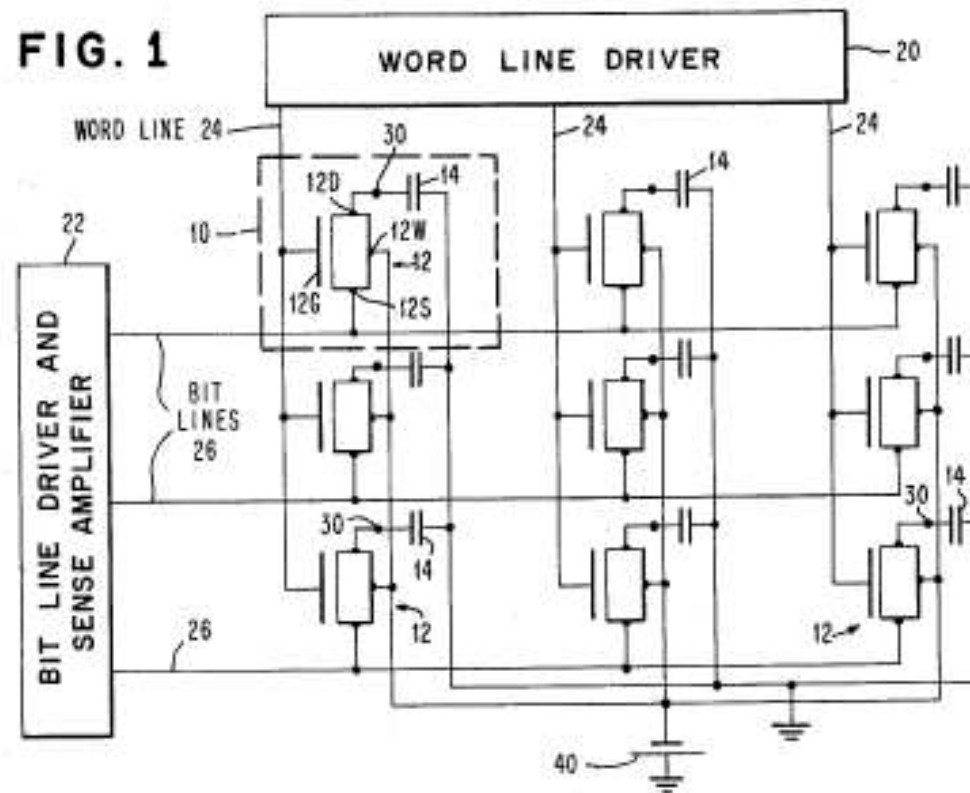 FIG. 1
WORD LINE DRIVER
20
WORD LINE 24
24
24
30
14
14
12D
10
12W
12
12G
12S
22
BIT LINE DRIVER AND
SENSE AMPLIFIER
BIT
LINES
26
30
14
12
30
14
12
26
40